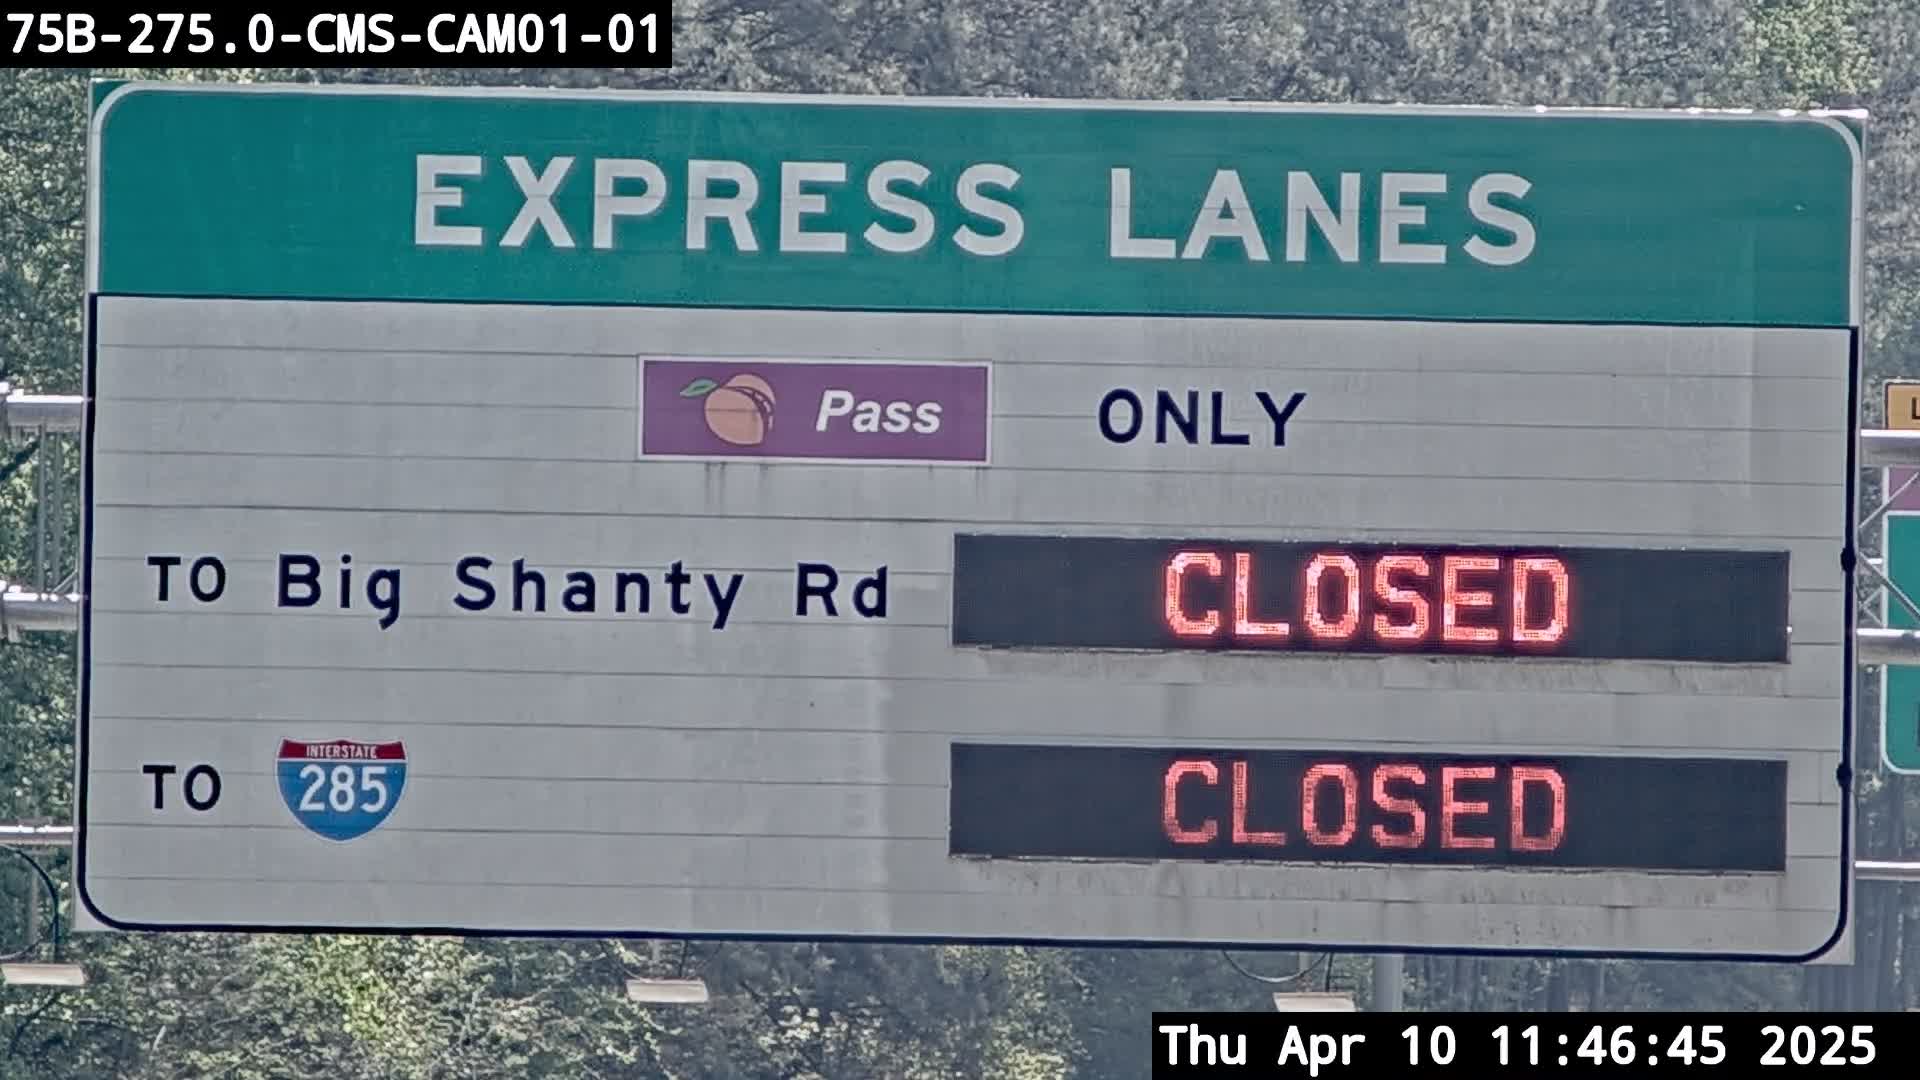 75B-275.0-CMS-CAM01-01
EXPRESS LANES
Pass ONLY
TO Big Shanty Rd CLOSED
TO INTERSTATE 285 CLOSED
Thu Apr 10 11:46:45 2025